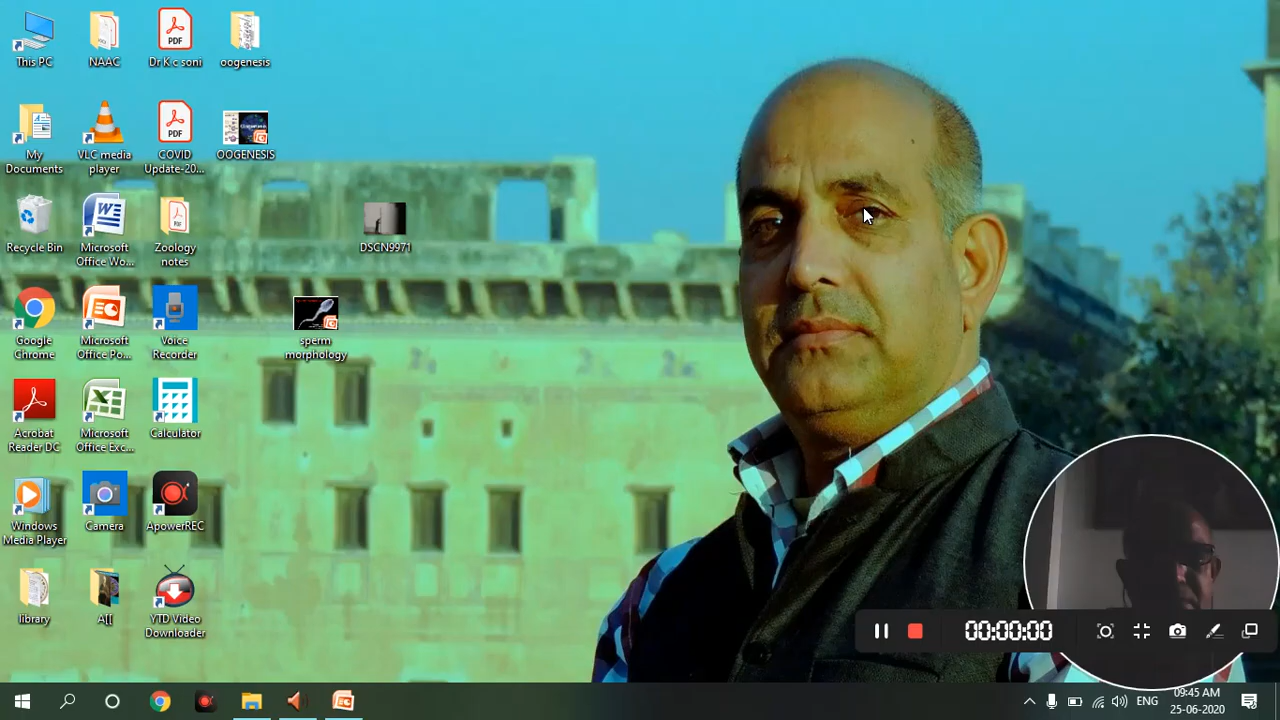 This PC
NAAC
PDF
Dr K c soni
oogenesis
My
Documents
VLC media
player
PDF
COVID
Update-20...
OOGENESIS
Recycle Bin
Microsoft
Office Wo...
Zoology
notes
DSCN9971
Google
Chrome
Microsoft
Office Po...
Voice
Recorder
sperm
morphology
Acrobat
Reader DC
Microsoft
Office Exc...
Calculator
Windows
Media Player
Camera
ApowerREC
library
A[[
YTD Video
Downloader
00:00:00
ENG
09:45 AM
25-06-2020